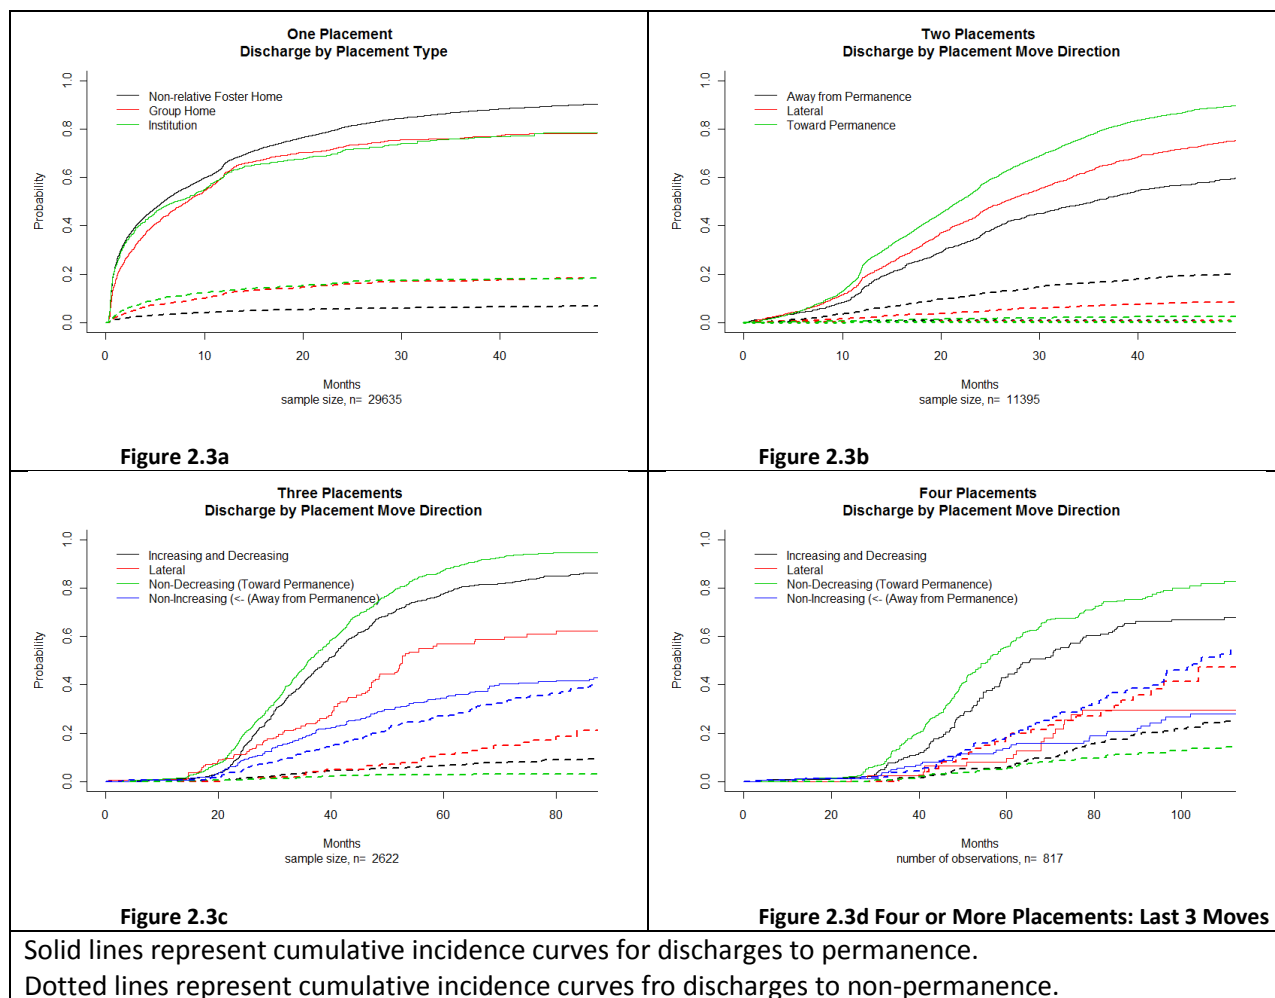 One Placement
Discharge by Placement Type
1.0
0.8
0.6
0.4
0.2
0.0
Probability
Non-relative Foster Home
Group Home
Institution
0 10 20 30 40
Months
sample size, n= 29635
Figure 2.3a
Two Placements
Discharge by Placement Move Direction
1.0
0.8
0.6
0.4
0.2
0.0
Probability
Away from Permanence
Lateral
Toward Permanence
0 10 20 30 40
Months
sample size, n= 11395
Figure 2.3b
Three Placements
Discharge by Placement Move Direction
1.0
0.8
0.6
0.4
0.2
0.0
Probability
Increasing and Decreasing
Lateral
Non-Decreasing (Toward Permanence)
Non-Increasing (<- (Away from Permanence)
0 20 40 60 80
Months
sample size, n= 2622
Figure 2.3c
Four Placements
Discharge by Placement Move Direction
1.0
0.8
0.6
0.4
0.2
0.0
Probability
Increasing and Decreasing
Lateral
Non-Decreasing (Toward Permanence)
Non-Increasing (<- (Away from Permanence)
0 20 40 60 80 100
Months
number of observations, n= 817
Figure 2.3d Four or More Placements: Last 3 Moves
Solid lines represent cumulative incidence curves for discharges to permanence.
Dotted lines represent cumulative incidence curves fro discharges to non-permanence.